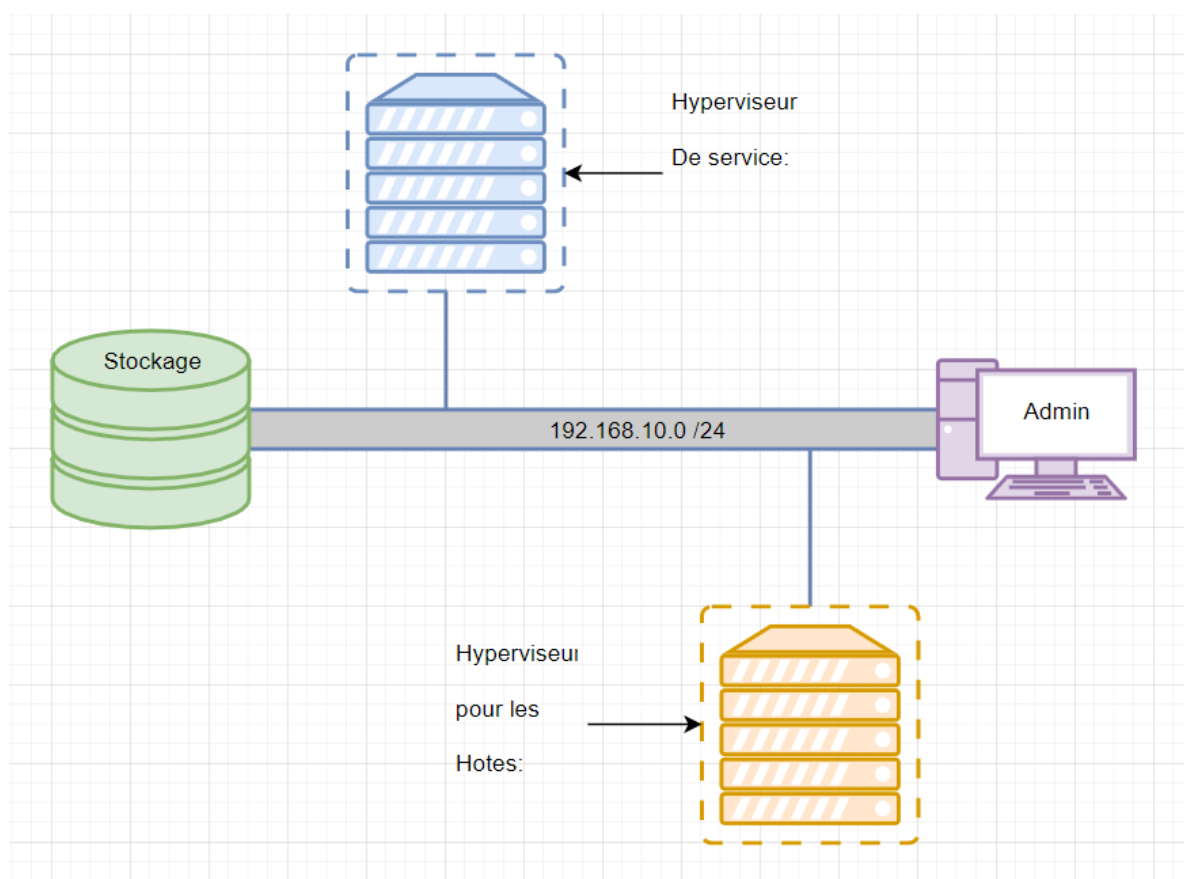 Hyperviseur
De service:
Stockage
Admin
192.168.10.0 /24
Hyperviseur
pour les
Hotes: